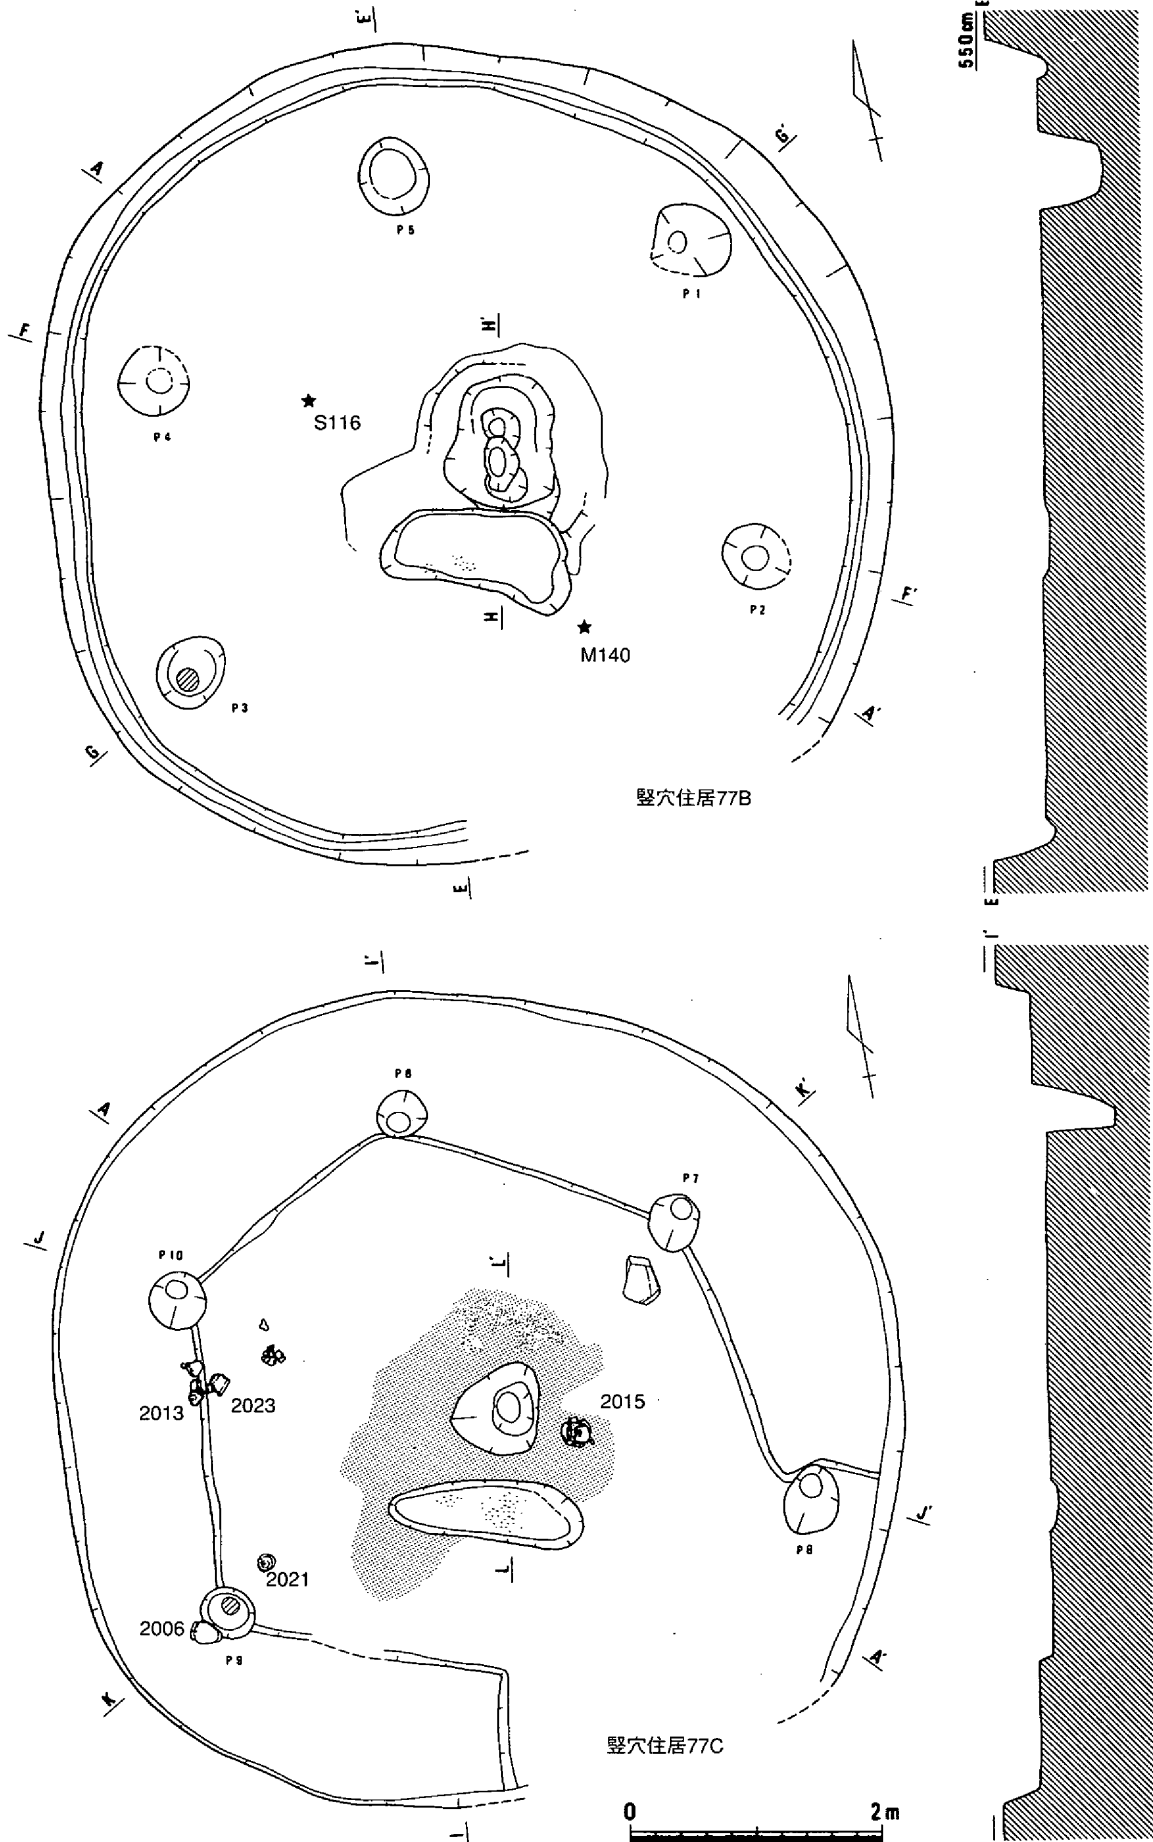 E'
E'
550cm
G'
A
P5
P1
F
H'
S116
P4
P2
F'
H
M140
P3
A'
G
竪穴住居77B
E
E
I'
I'
P6
K'
A
P7
J
P10
L'
2015
2013
2023
J'
P8
L
2021
2006
P9
A'
K
竪穴住居77C
0
2m
I